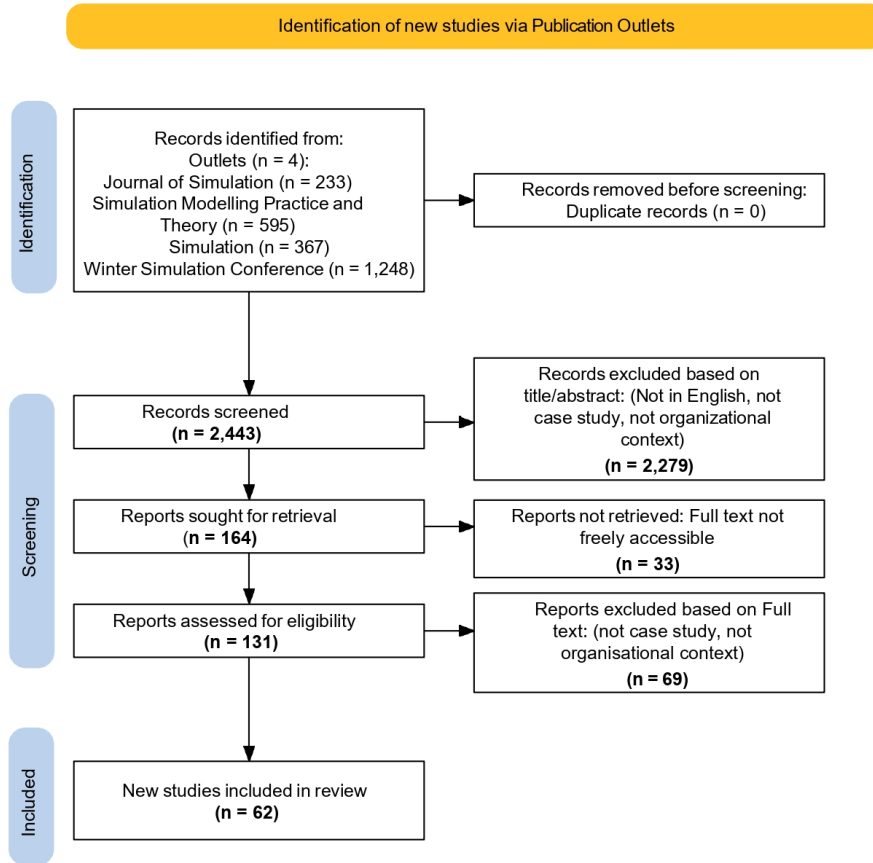 Identification of new studies via Publication Outlets
Identification
Records identified from:
Outlets (n = 4):
Journal of Simulation (n = 233)
Simulation Modelling Practice and
Theory (n = 595)
Simulation (n = 367)
Winter Simulation Conference (n = 1,248)
Records removed before screening:
Duplicate records (n = 0)
Screening
Records screened
(n = 2,443)
Records excluded based on
title/abstract: (Not in English, not
case study, not organizational
context)
(n = 2,279)
Reports sought for retrieval
(n = 164)
Reports not retrieved: Full text not
freely accessible
(n = 33)
Reports assessed for eligibility
(n = 131)
Reports excluded based on Full
text: (not case study, not
organisational context)
(n = 69)
Included
New studies included in review
(n = 62)